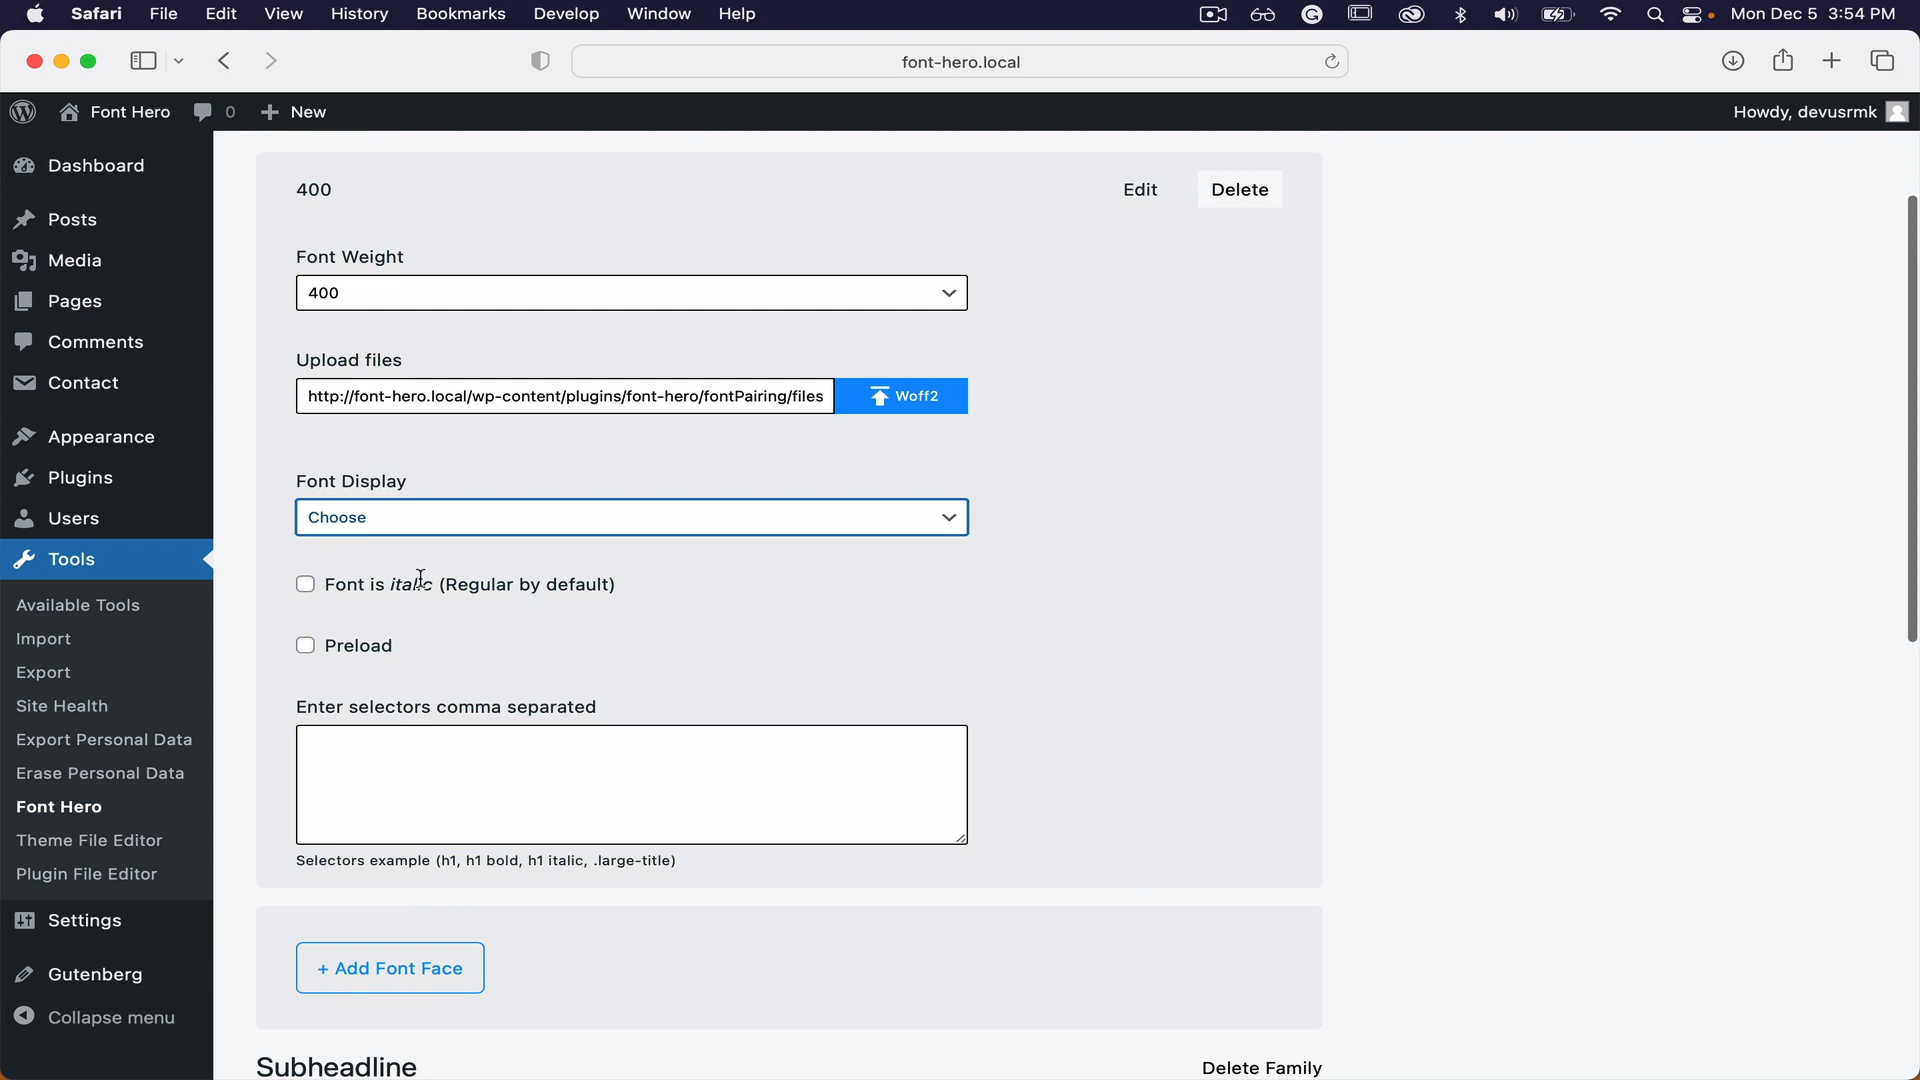 Safari File Edit View History Bookmarks Develop Window Help Mon Dec 5 3:54 PM
font-hero.local
Font Hero 0 + New Howdy, devusrmk
Dashboard
Posts
Media
Pages
Comments
Contact
Appearance
Plugins
Users
Tools
Available Tools
Import
Export
Site Health
Export Personal Data
Erase Personal Data
Font Hero
Theme File Editor
Plugin File Editor
Settings
Gutenberg
Collapse menu
400 Edit Delete
Font Weight
400
Upload files
http://font-hero.local/wp-content/plugins/font-hero/fontPairing/files Woff2
Font Display
Choose
Font is italic (Regular by default)
Preload
Enter selectors comma separated
Selectors example (h1, h1 bold, h1 italic, .large-title)
+ Add Font Face
Subheadline Delete Family